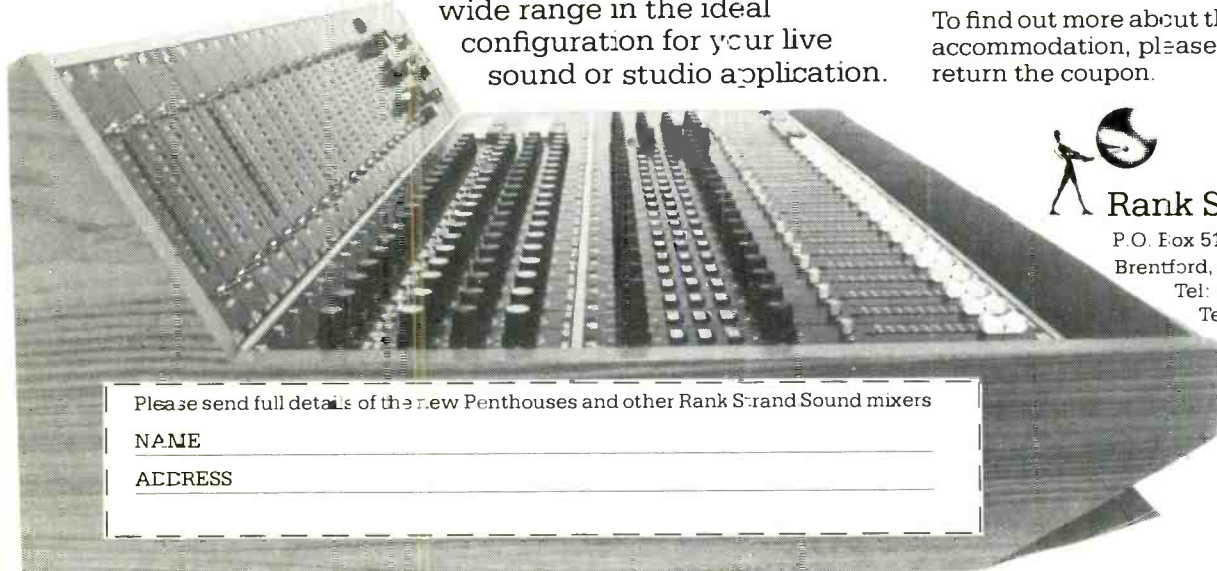 wide range in the ideal
configuration for your live
sound or studio application.
To find out more about
accommodation, please
return the coupon.
Rank
P.O. Box 51
Brentford,
Tel:
Please send full details of the new Penthouses and other Rank Strand Sound mixers
NAME
ADDRESS